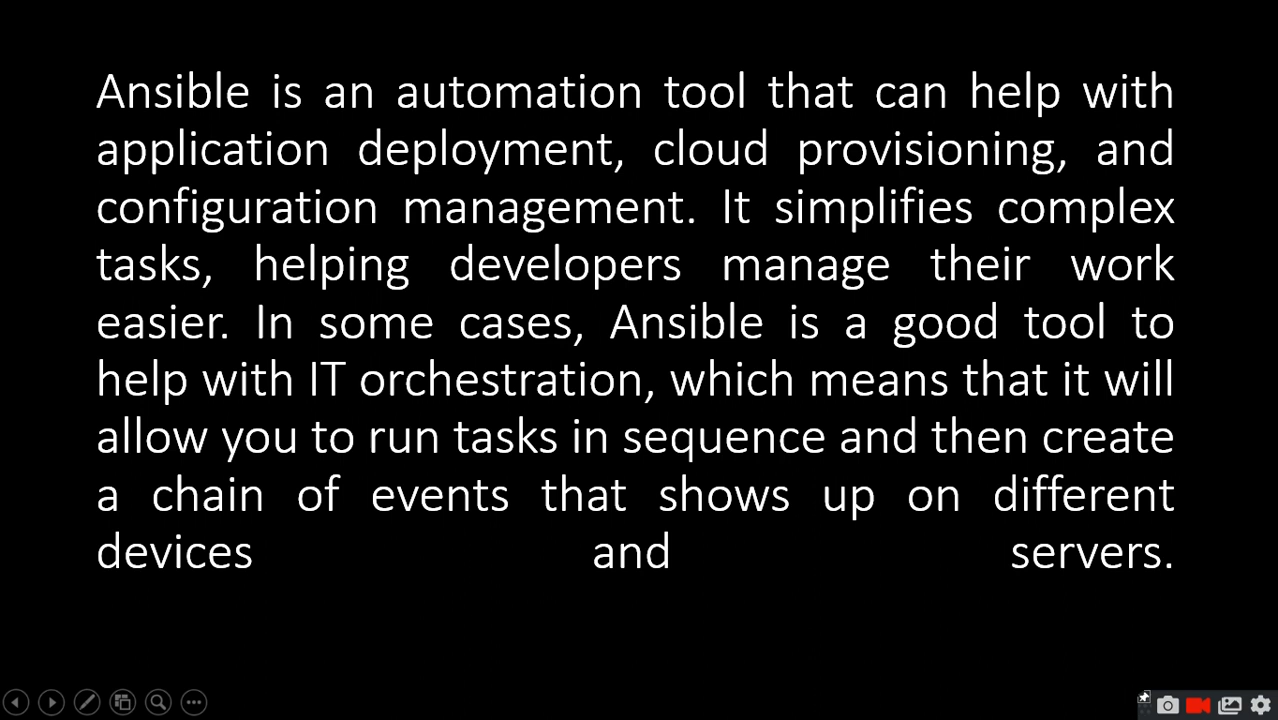 Ansible is an automation tool that can help with
application deployment, cloud provisioning, and
configuration management. It simplifies complex
tasks, helping developers manage their work
easier. In some cases, Ansible is a good tool to
help with IT orchestration, which means that it will
allow you to run tasks in sequence and then create
a chain of events that shows up on different
devices and servers.